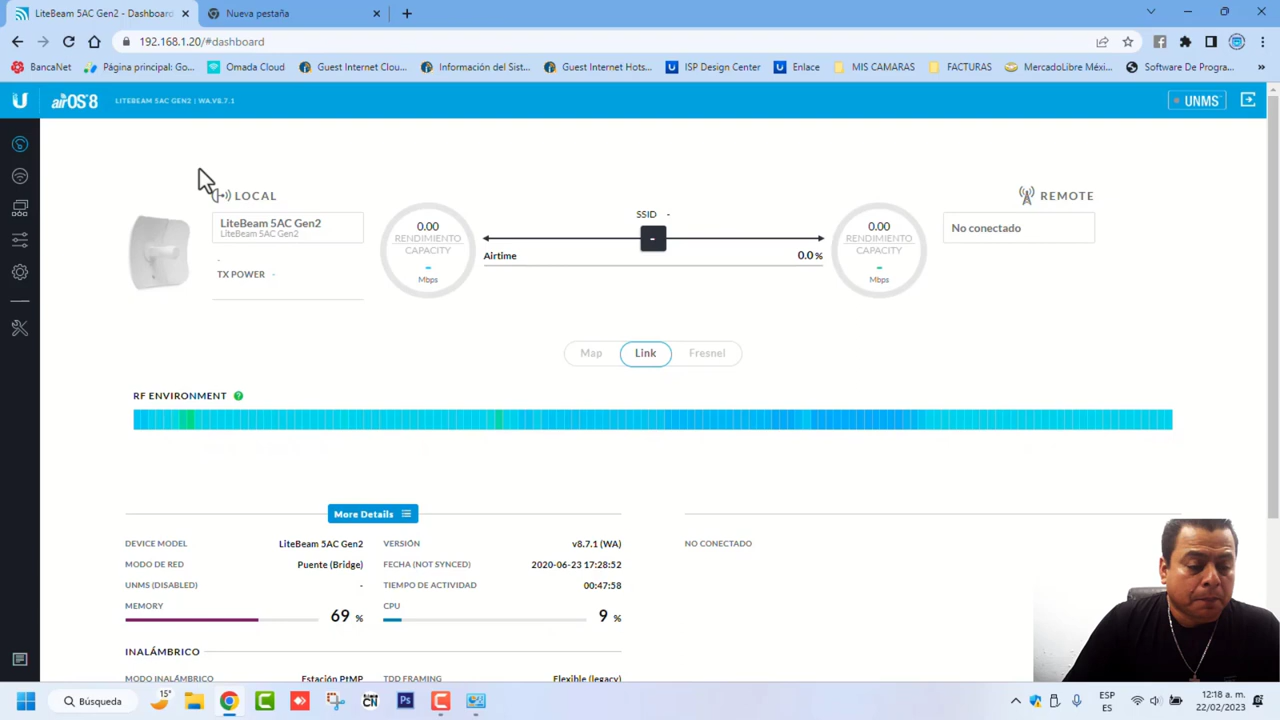 LiteBeam 5AC Gen2 - Dashboard
Nueva pestaña
192.168.1.20/#dashboard
BancaNet
Página principal: Go...
Omada Cloud
Guest Internet Clou...
Información del Sist...
Guest Internet Hots...
ISP Design Center
Enlace
MIS CAMARAS
FACTURAS
MercadoLibre Méxi...
Software De Progra...
»
U airOS 8 LITEBEAM 5AC GEN2 | WA.V8.7.1
UNMS
LOCAL
LiteBeam 5AC Gen2
LiteBeam 5AC Gen2
-
TX POWER -
0.00
RENDIMIENTO
CAPACITY
-
Mbps
SSID -
-
Airtime 0.0 %
0.00
RENDIMIENTO
CAPACITY
-
Mbps
REMOTE
No conectado
Map Link Fresnel
RF ENVIRONMENT ?
More Details
DEVICE MODEL LiteBeam 5AC Gen2
MODO DE RED Puente (Bridge)
UNMS (DISABLED) -
MEMORY 69 %
VERSIÓN v8.7.1 (WA)
FECHA (NOT SYNCED) 2020-06-23 17:28:52
TIEMPO DE ACTIVIDAD 00:47:58
CPU 9 %
NO CONECTADO
INALÁMBRICO
MODO INALÁMBRICO Estación PtMP
TDD FRAMING Flexible (legacy)
Búsqueda
15°
CN
Ps
ESP
ES
12:18 a. m.
22/02/2023